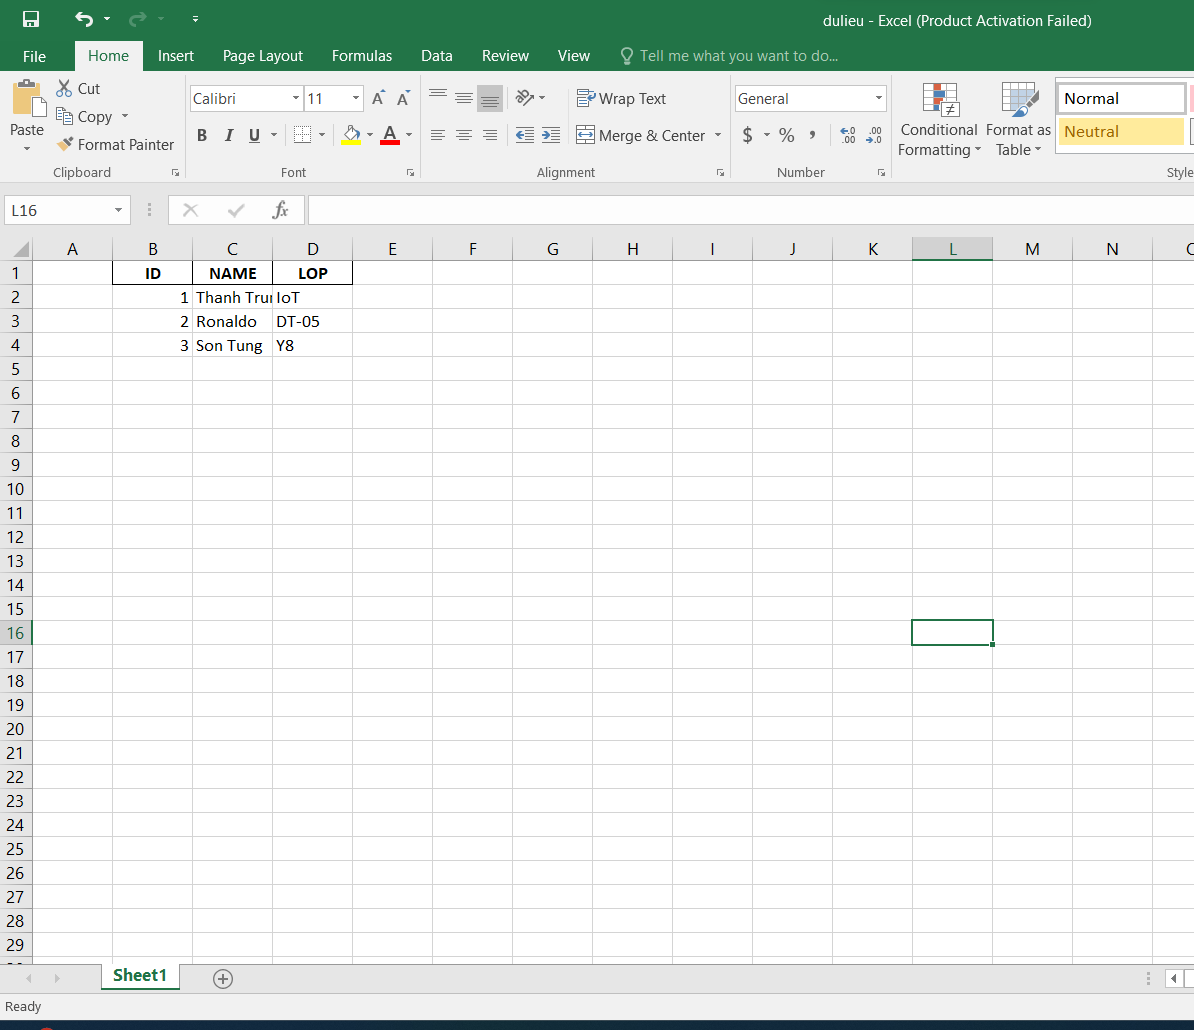 dulieu - Excel (Product Activation Failed)
File Home Insert Page Layout Formulas Data Review View Tell me what you want to do...
Cut
Copy
Format Painter
Paste
Clipboard
Calibri 11
B I U
Font
Wrap Text
Merge & Center
Alignment
General
$ % ,
Number
Conditional Formatting
Format as Table
Normal
Neutral
Style
L16
fx
A B C D E F G H I J K L M N
1 ID NAME LOP
2 1 Thanh Tru IoT
3 2 Ronaldo DT-05
4 3 Son Tung Y8
5
6
7
8
9
10
11
12
13
14
15
16
17
18
19
20
21
22
23
24
25
26
27
28
29
Sheet1
Ready